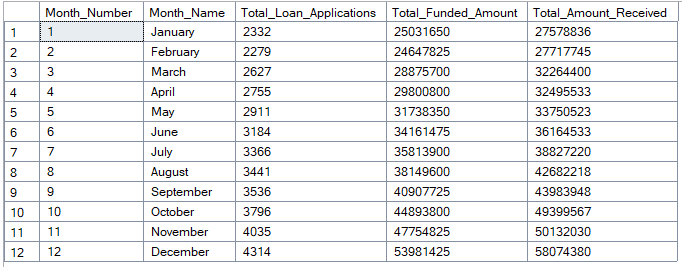 Month_Number Month_Name Total_Loan_Applications Total_Funded_Amount Total_Amount_Received
1 1 January 2332 25031650 27578836
2 2 February 2279 24647825 27717745
3 3 March 2627 28875700 32264400
4 4 April 2755 29800800 32495533
5 5 May 2911 31738350 33750523
6 6 June 3184 34161475 36164533
7 7 July 3366 35813900 38827220
8 8 August 3441 38149600 42682218
9 9 September 3536 40907725 43983948
10 10 October 3796 44893800 49399567
11 11 November 4035 47754825 50132030
12 12 December 4314 53981425 58074380